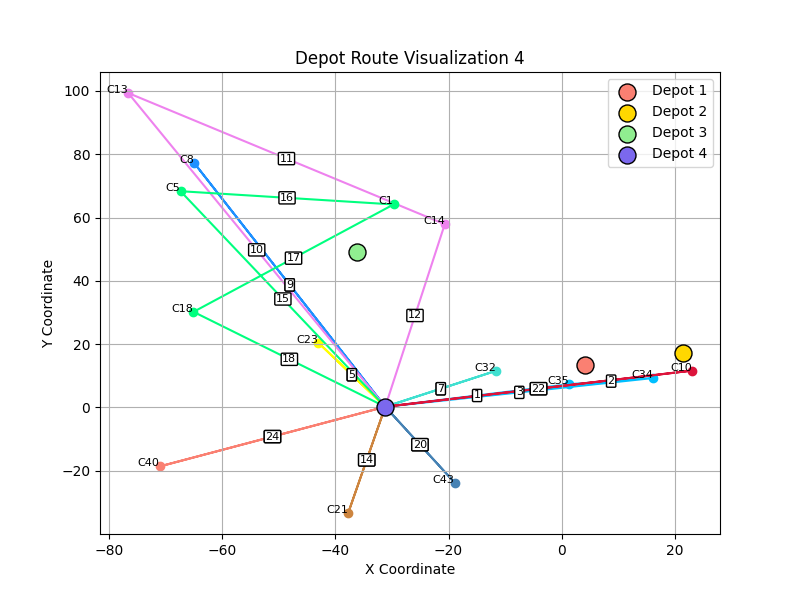 Depot Route Visualization 4
Depot 1
Depot 2
Depot 3
Depot 4
Y Coordinate
100
80
60
40
20
0
−20
C13
11
C8
C5
16
C1
C14
10
17
9
15
C18
12
C23
18
5
C32
7
1
3
22
C35
2
C34
C10
24
C40
14
20
C43
C21
−80
−60
−40
−20
0
20
X Coordinate